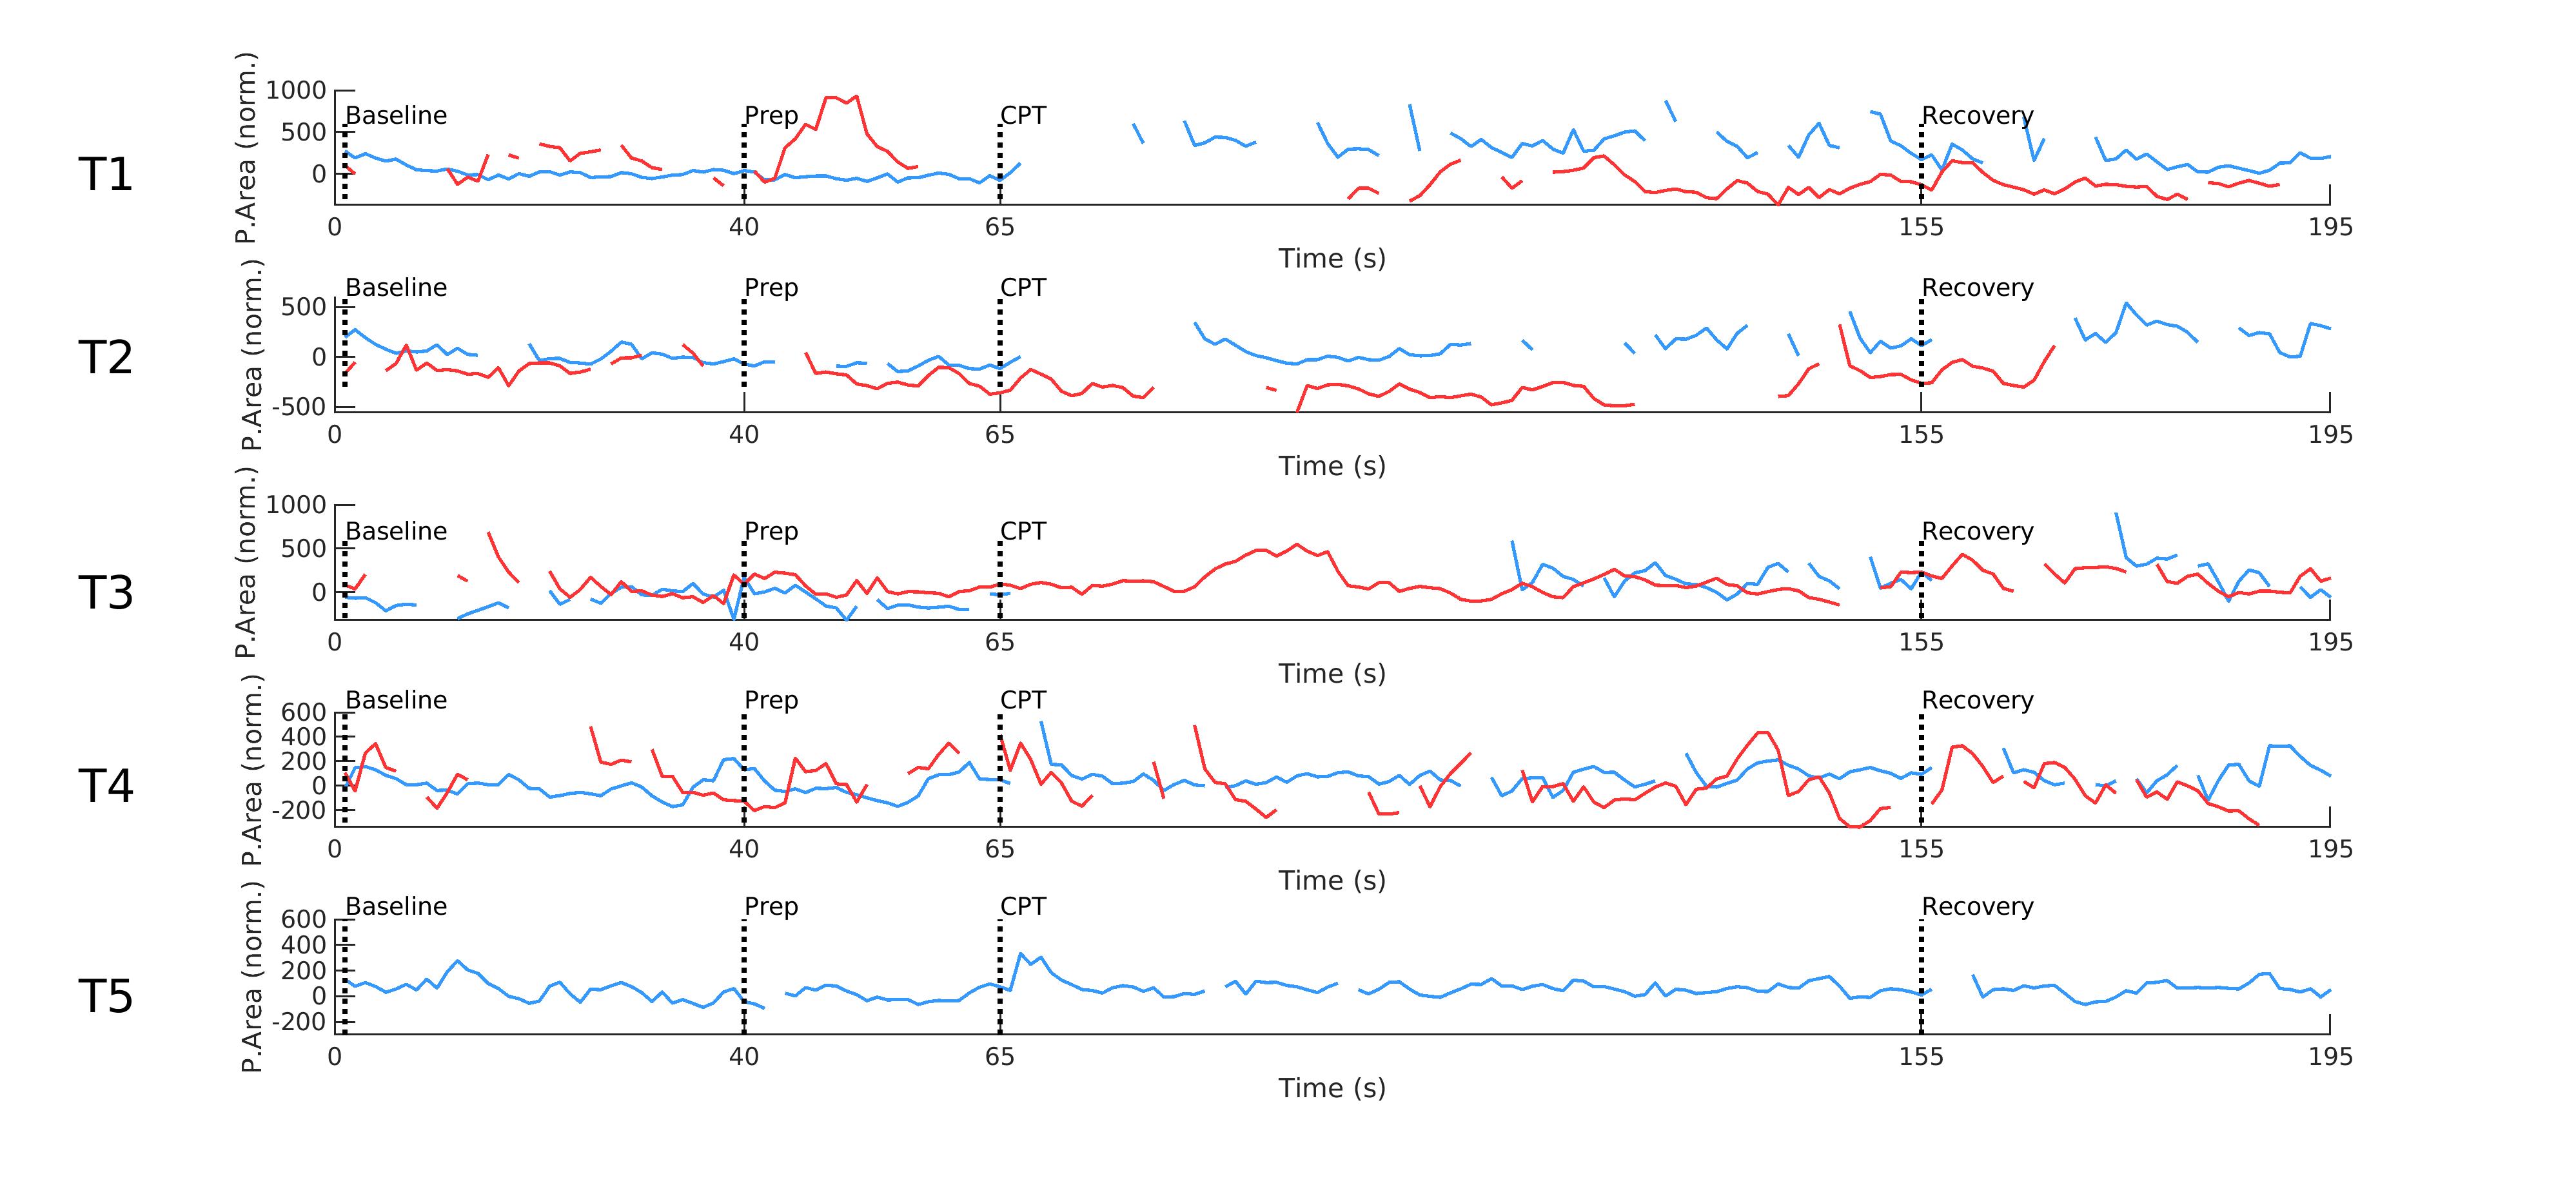 T1
P.Area (norm.)
1000
500
0
Baseline
Prep
CPT
Recovery
0 40 65 155 195
Time (s)
T2
P.Area (norm.)
500
0
-500
Baseline
Prep
CPT
Recovery
0 40 65 155 195
Time (s)
T3
P.Area (norm.)
1000
500
0
Baseline
Prep
CPT
Recovery
0 40 65 155 195
Time (s)
T4
P.Area (norm.)
600
400
200
0
-200
Baseline
Prep
CPT
Recovery
0 40 65 155 195
Time (s)
T5
P.Area (norm.)
600
400
200
0
-200
Baseline
Prep
CPT
Recovery
0 40 65 155 195
Time (s)